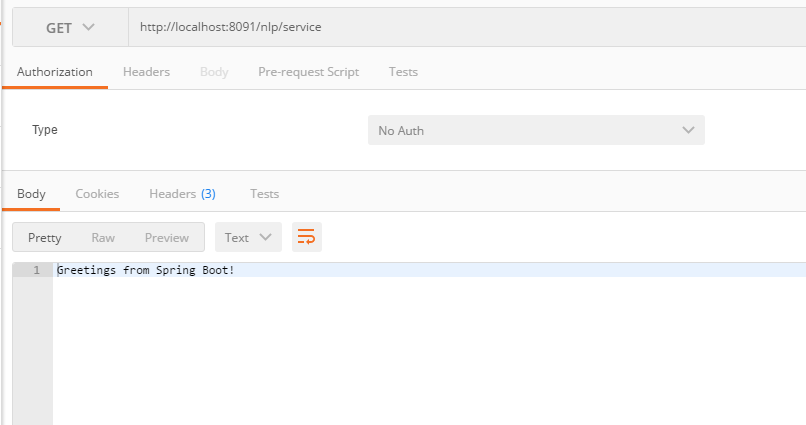 GET http://localhost:8091/nlp/service
Authorization Headers Body Pre-request Script Tests
Type No Auth
Body Cookies Headers (3) Tests
Pretty Raw Preview Text
1 Greetings from Spring Boot!